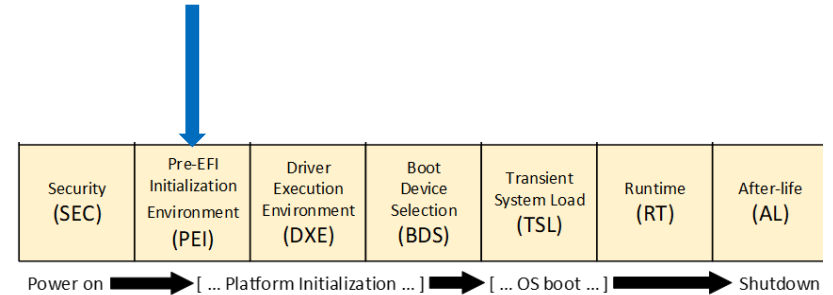 Security
(SEC)
Pre-EFI
Initialization
Environment
(PEI)
Driver
Execution
Environment
(DXE)
Boot
Device
Selection
(BDS)
Transient
System Load
(TSL)
Runtime
(RT)
After-life
(AL)
Power on [ ... Platform Initialization ... ] [ ... OS boot ... ] Shutdown